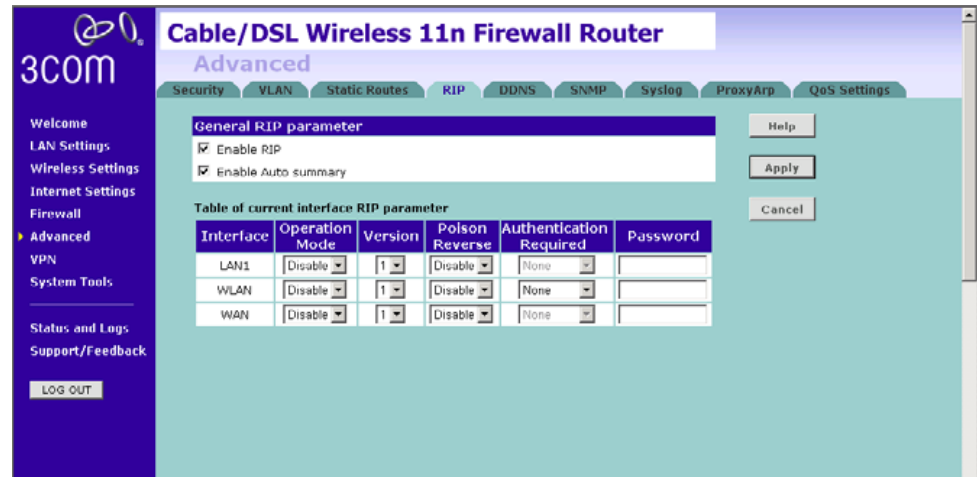 3COM
Cable/DSL Wireless 11n Firewall Router
Advanced
Security VLAN Static Routes RIP DDNS SNMP Syslog ProxyArp QoS Settings
Welcome
LAN Settings
Wireless Settings
Internet Settings
Firewall
Advanced
VPN
System Tools
Status and Logs
Support/Feedback
LOG OUT
General RIP parameter
Enable RIP
Enable Auto summary
Table of current interface RIP parameter
Interface Operation Mode Version Poison Reverse Authentication Required Password
LAN1 Disable 1 Disable None
WLAN Disable 1 Disable None
WAN Disable 1 Disable None
Help
Apply
Cancel